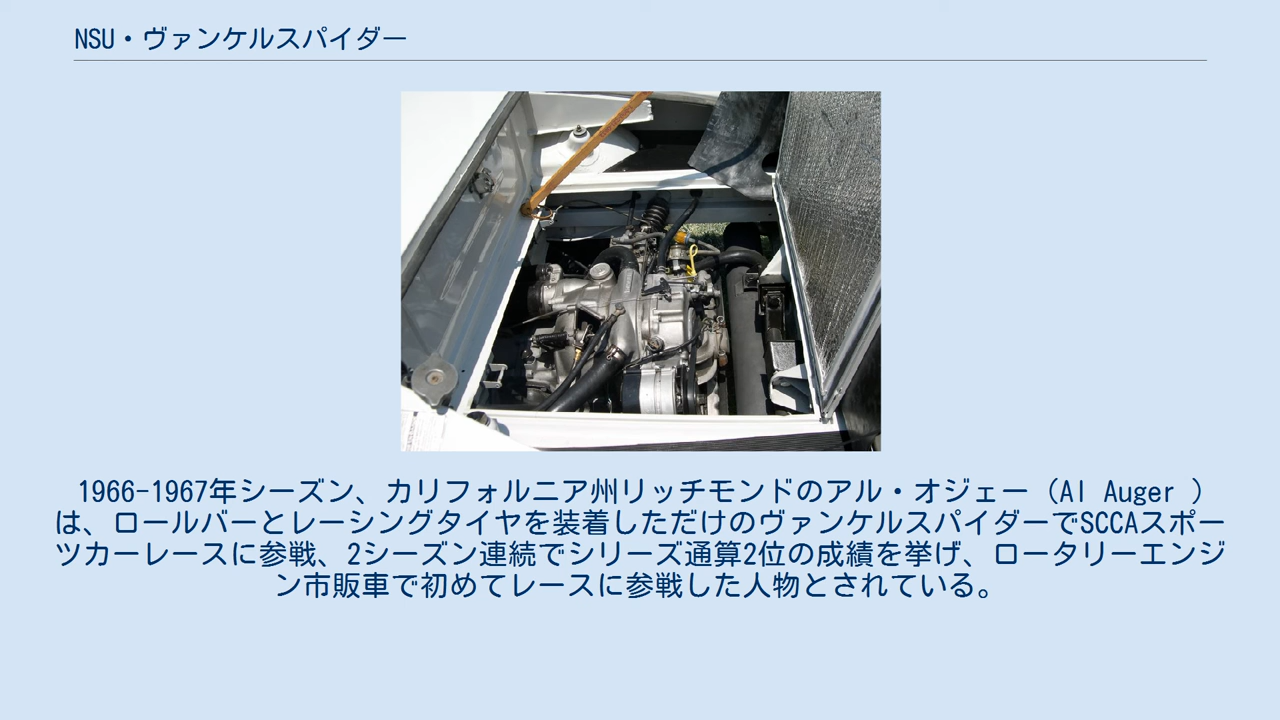 NSU・ヴァンケルスパイダー
1966-1967年シーズン、カリフォルニア州リッチモンドのアル・オジェー（Al Auger ）
は、ロールバーとレーシングタイヤを装着しただけのヴァンケルスパイダーでSCCAスポー
ツカーレースに参戦、2シーズン連続でシリーズ通算2位の成績を挙げ、ロータリーエンジ
ン市販車で初めてレースに参戦した人物とされている。